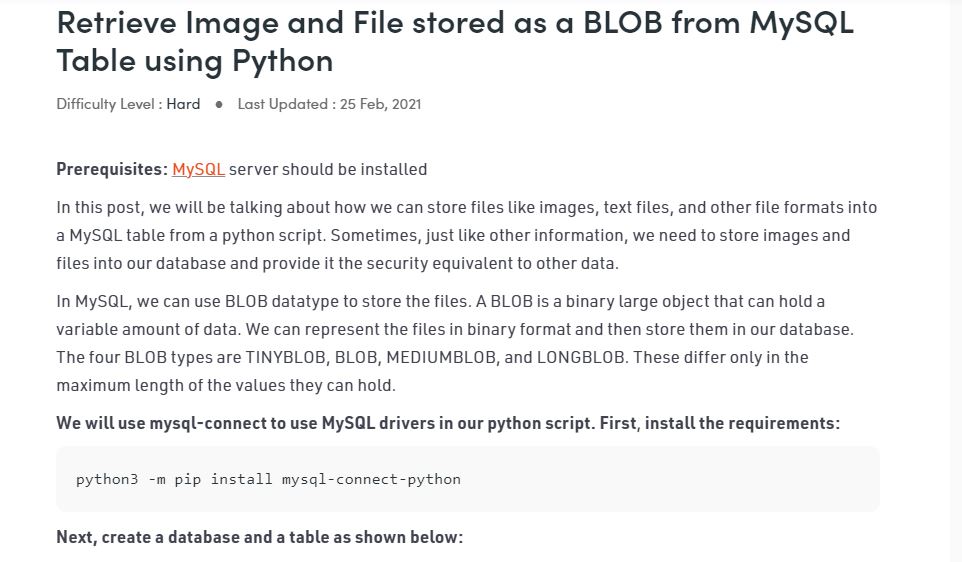 Retrieve Image and File stored as a BLOB from MySQL
Table using Python
Difficulty Level : Hard ● Last Updated : 25 Feb, 2021
Prerequisites: MySQL server should be installed
In this post, we will be talking about how we can store files like images, text files, and other file formats into
a MySQL table from a python script. Sometimes, just like other information, we need to store images and
files into our database and provide it the security equivalent to other data.
In MySQL, we can use BLOB datatype to store the files. A BLOB is a binary large object that can hold a
variable amount of data. We can represent the files in binary format and then store them in our database.
The four BLOB types are TINYBLOB, BLOB, MEDIUMBLOB, and LONGBLOB. These differ only in the
maximum length of the values they can hold.
We will use mysql-connect to use MySQL drivers in our python script. First, install the requirements:
python3 -m pip install mysql-connect-python
Next, create a database and a table as shown below: